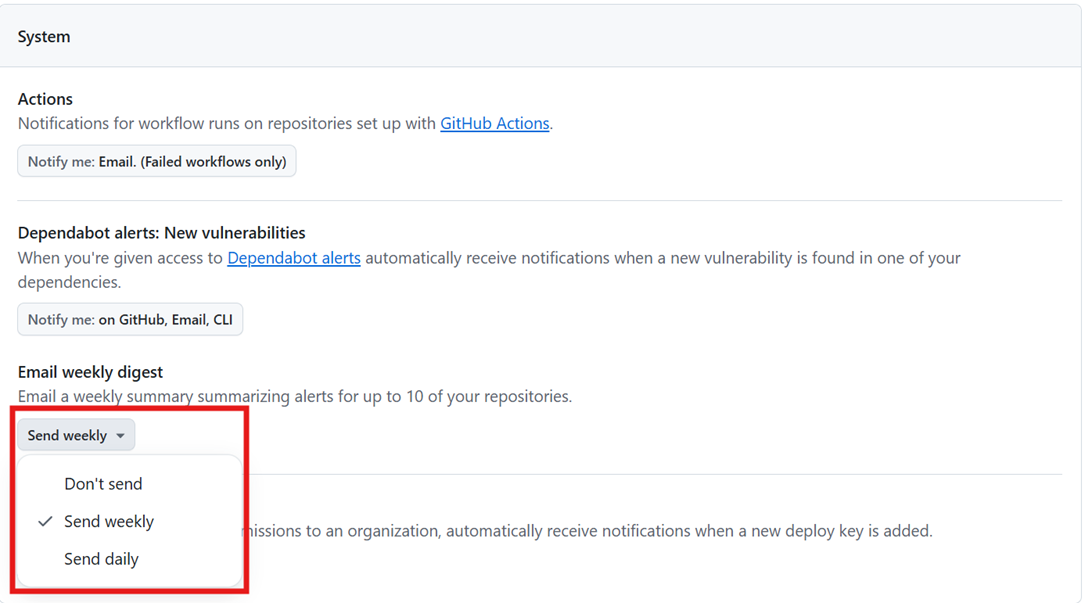 System
Actions
Notifications for workflow runs on repositories set up with GitHub Actions.
Notify me: Email. (Failed workflows only)
Dependabot alerts: New vulnerabilities
When you're given access to Dependabot alerts automatically receive notifications when a new vulnerability is found in one of your
dependencies.
Notify me: on GitHub, Email, CLI
Email weekly digest
Email a weekly summary summarizing alerts for up to 10 of your repositories.
Send weekly
Don't send
Send weekly
to an organization, automatically receive notifications when a new deploy key is added.
Send daily